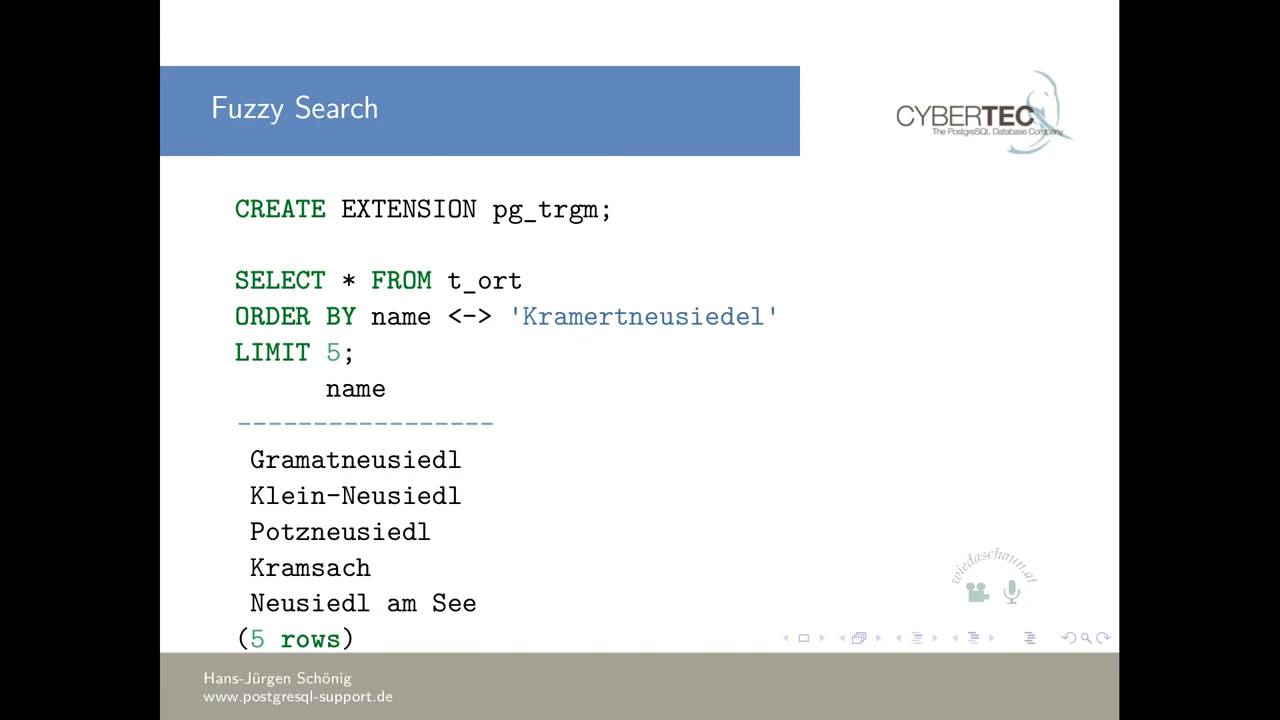 Fuzzy Search
CYBERTEC
The PostgreSQL Database Company
CREATE EXTENSION pg_trgm;
SELECT * FROM t_ort
ORDER BY name <-> 'Kramertneusiedel'
LIMIT 5;
name
-----------------
Gramatneusiedl
Klein-Neusiedl
Potzneusiedl
Kramsach
Neusiedl am See
(5 rows)
wiedaschaun.at
Hans-Jürgen Schönig
www.postgresql-support.de